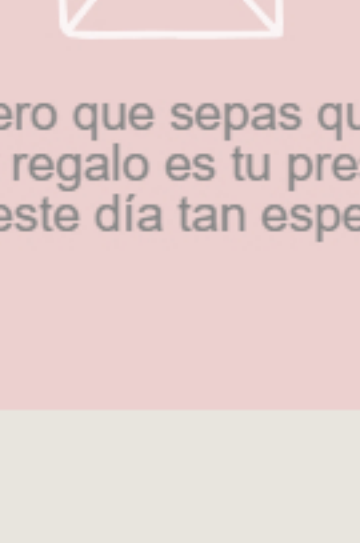 ero que sepas qu
regalo es tu pre
este día tan espe